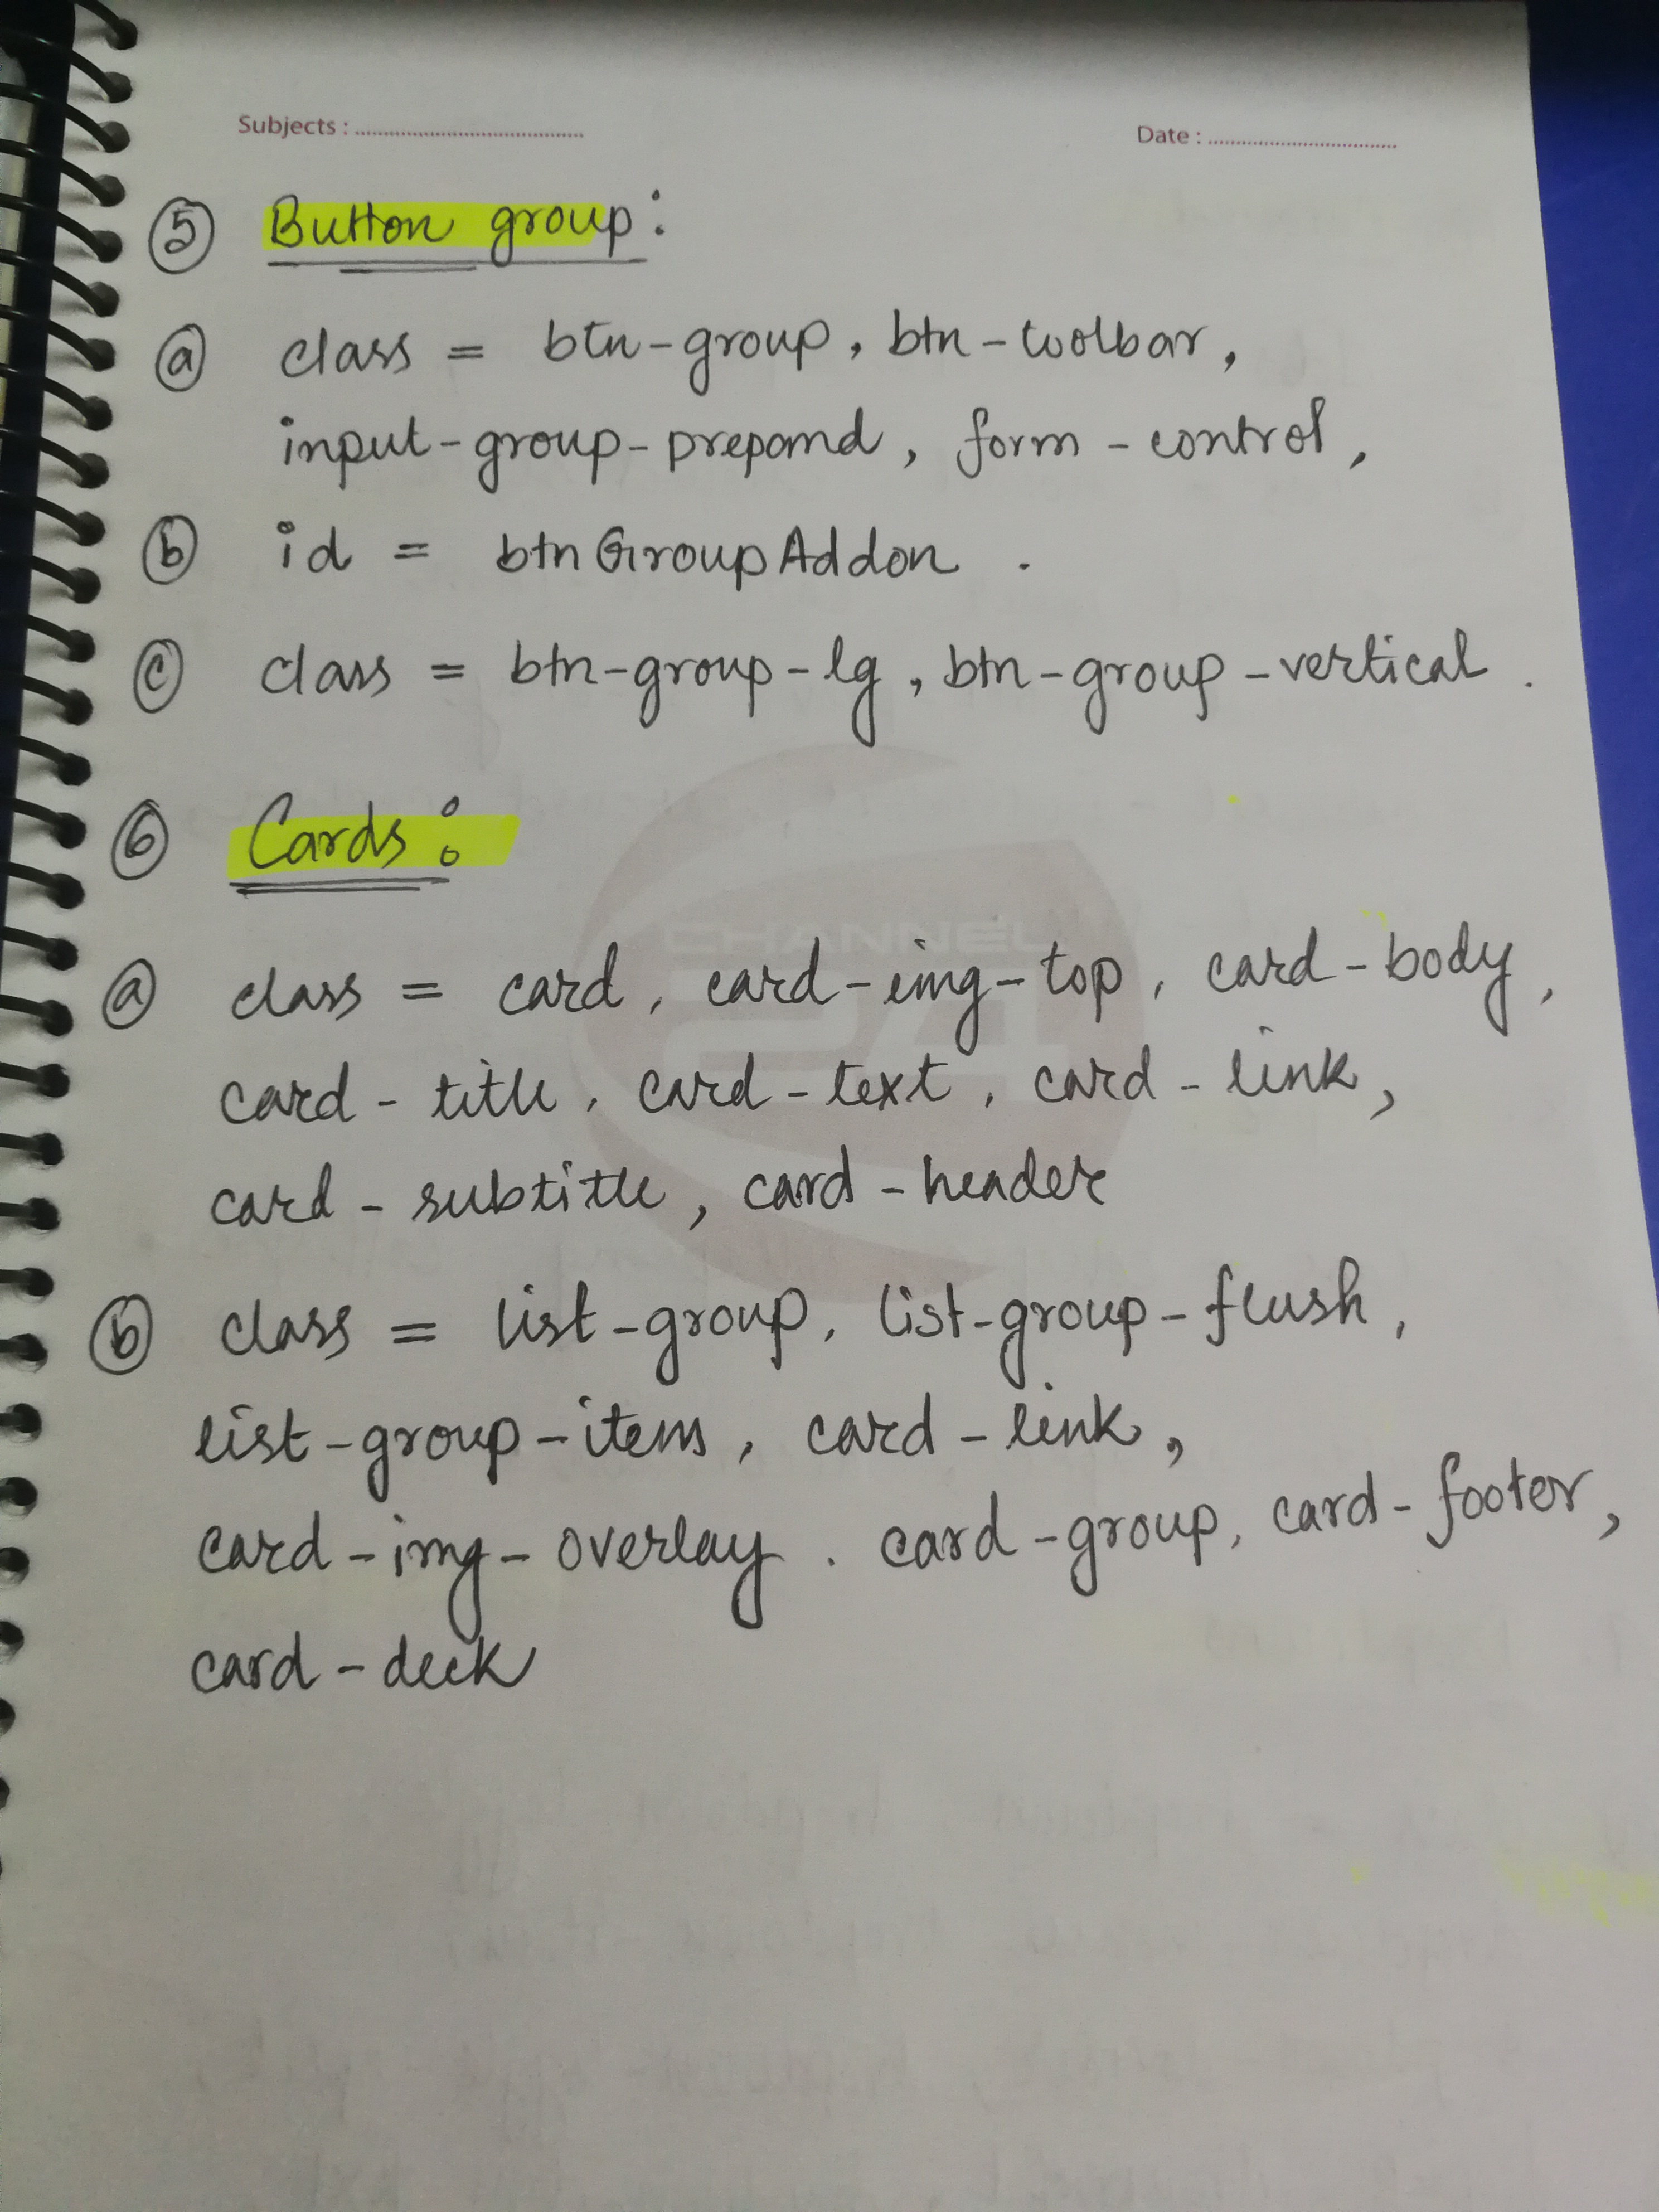 Subjects : ........................................
Date : .................................
⑤ Button group:
ⓐ class = btn-group, btn-toolbar,
input-group-prepand, form-control,
ⓑ id = btnGroupAddon.
ⓒ class = btn-group-lg, btn-group-vertical.
⑥ Cards:
CHANNEL
24
ⓐ class = card, card-img-top, card-body,
card-title, card-text, card-link,
card-subtitle, card-header
ⓑ class = list-group, list-group-flush,
list-group-item, card-link,
card-img-overlay. card-group, card-footer,
card-deck